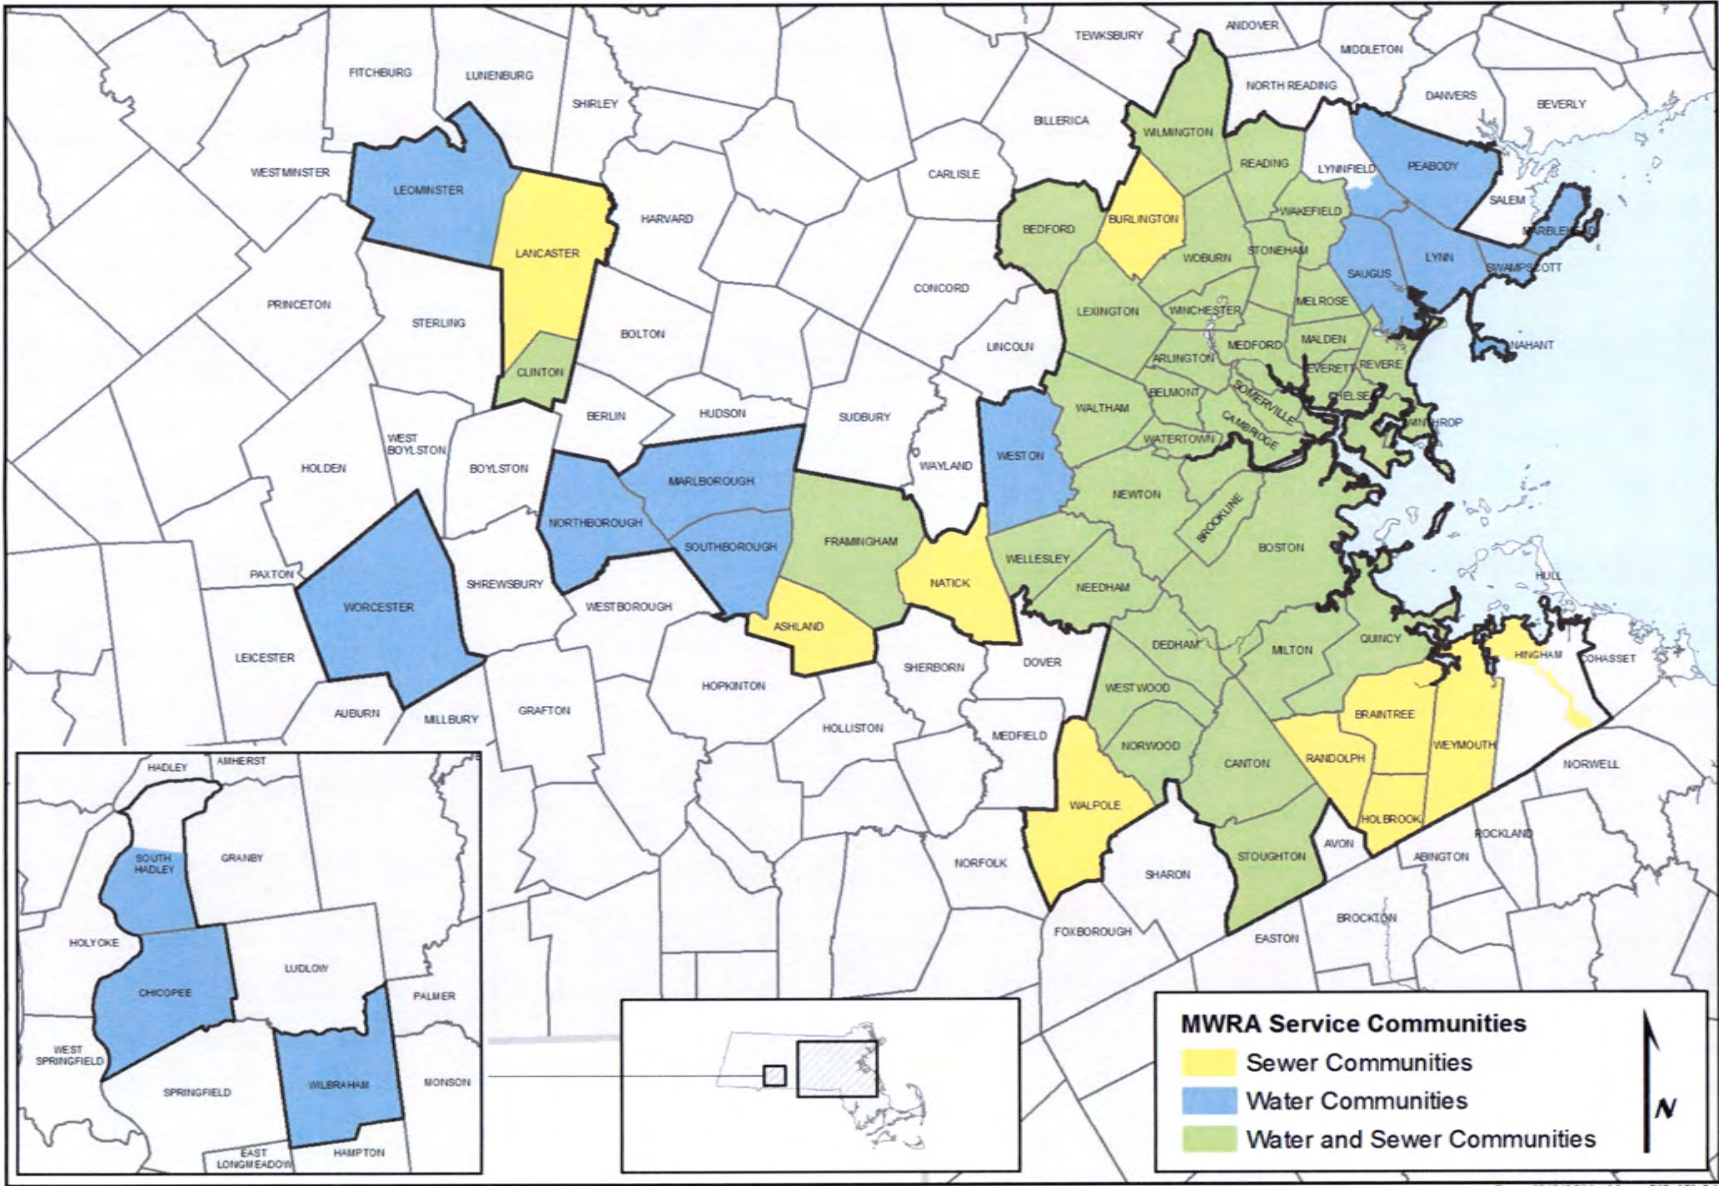 TEWKSBURY
ANDOVER
MIDDLETON
FITCHBURG
LUNENBURG
SHIRLEY
NORTH READING
DANVERS
BEVERLY
BILLERICA
WILMINGTON
WESTMINSTER
LEOMINSTER
CARLISLE
READING
LYNNFIELD
PEABODY
SALEM
HARVARD
BURLINGTON
WAKEFIELD
BEDFORD
MARBLEHEAD
LANCASTER
WOBURN
STONEHAM
LYNN
SAUGUS
SWAMPSCOTT
CONCORD
PRINCETON
STERLING
BOLTON
LEXINGTON
WINCHESTER
MELROSE
LINCOLN
MEDFORD
MALDEN
NAHANT
CLINTON
ARLINGTON
EVERETT
REVERE
BELMONT
SOMERVILLE
CHELSEA
BERLIN
HUDSON
SUDBURY
WALTHAM
CAMBRIDGE
WINTHROP
WEST
BOYLSTON
WATERTOWN
HOLDEN
BOYLSTON
WAYLAND
WESTON
MARLBOROUGH
NEWTON
BROOKLINE
NORTHBOROUGH
SOUTHBOROUGH
FRAMINGHAM
BOSTON
WELLESLEY
PAXTON
SHREWSBURY
NATICK
NEEDHAM
HULL
WORCESTER
WESTBOROUGH
ASHLAND
QUINCY
LEICESTER
SHERBORN
DOVER
DEDHAM
MILTON
HINGHAM
COHASSET
HOPKINTON
WESTWOOD
AUBURN
MILLBURY
GRAFTON
HOLLISTON
MEDFIELD
BRAINTREE
NORWOOD
CANTON
RANDOLPH
WEYMOUTH
NORWELL
WALPOLE
HOLBROOK
NORFOLK
SHARON
STOUGHTON
AVON
ABINGTON
ROCKLAND
FOXBOROUGH
EASTON
BROCKTON
HADLEY
AMHERST
SOUTH
HADLEY
GRANBY
HOLYOKE
LUDLOW
CHICOPEE
PALMER
WEST
SPRINGFIELD
SPRINGFIELD
WILBRAHAM
MONSON
EAST
LONGMEADOW
HAMPTON
MWRA Service Communities
Sewer Communities
Water Communities
Water and Sewer Communities
N